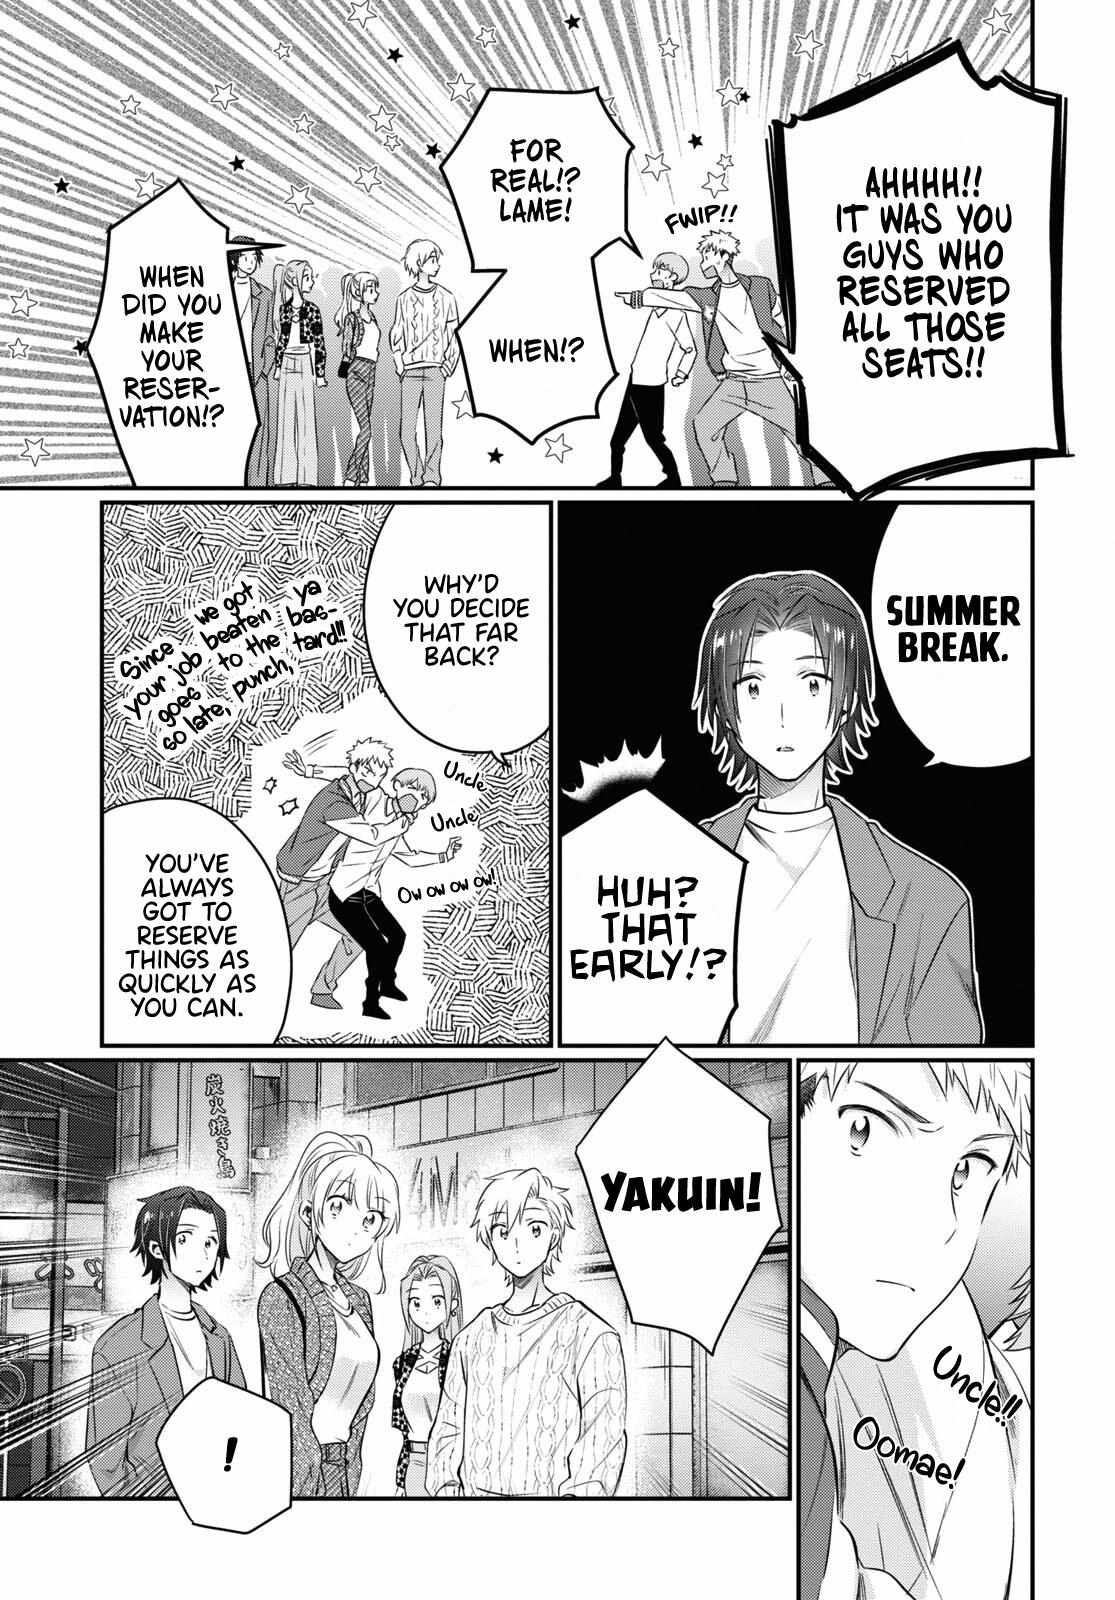 AHHHH!!
IT WAS YOU
GUYS WHO
RESERVED
ALL THOSE
SEATS!!
FWIP!!
FOR
REAL!?
LAME!
WHEN!?
WHEN
DID YOU
MAKE
YOUR
RESER-
VATION!?
SUMMER
BREAK.
HUH?
THAT
EARLY!?
WHY'D
YOU DECIDE
THAT FAR
BACK?
Since
your job
goes
so late,
we got
beaten
to the
punch,
ya
bas-
tard!!
Uncle
Uncle
Ow ow ow ow!
YOU'VE
ALWAYS
GOT TO
RESERVE
THINGS AS
QUICKLY AS
YOU CAN.
Uncle!!
Oomae!
YAKUIN!
炭火焼き鳥
!